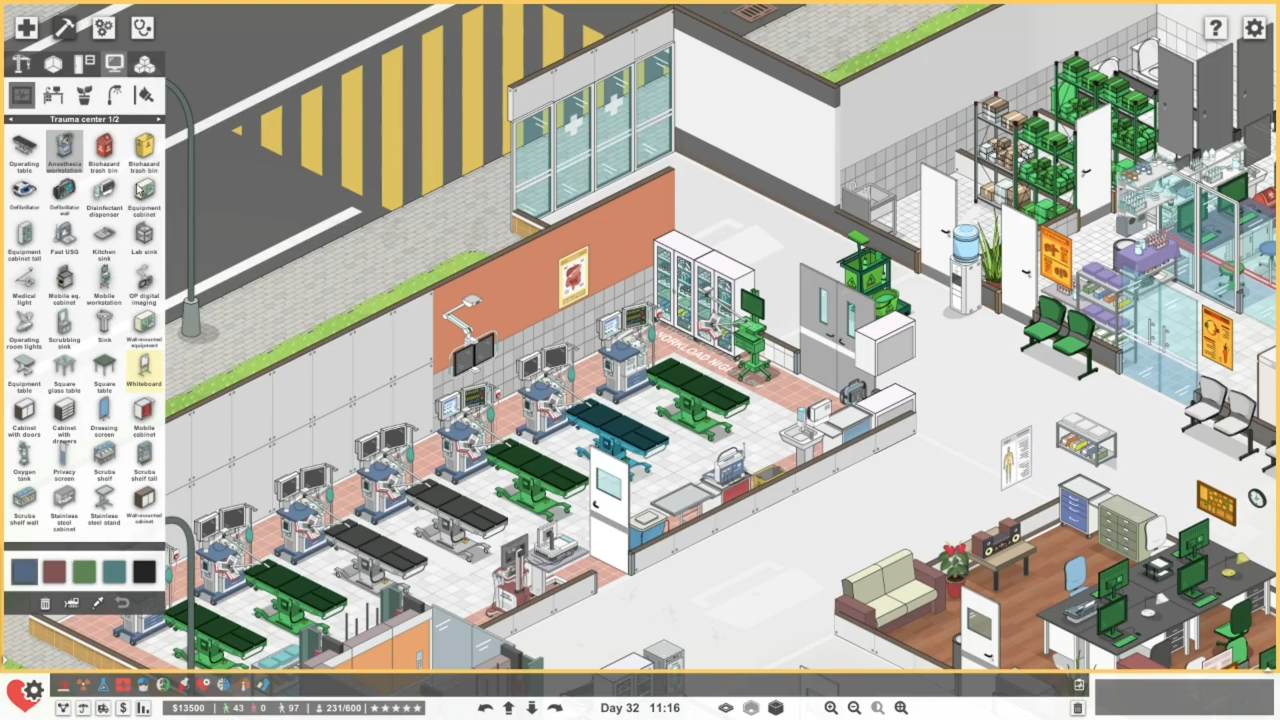 ?
Trauma center 1/2
Operating table
Anesthesia workstation
Biohazard trash bin
Biohazard trash bin
Defibrillator
Defibrillator wall
Disinfectant dispenser
Equipment cabinet
Equipment cabinet tall
Fast USG
Kitchen sink
Lab sink
Medical light
Mobile eq. cabinet
Mobile workstation
OP digital imaging
Operating room lights
Scrubbing sink
Sink
Wall-mounted equipment
Equipment table
Square glass table
Square table
Whiteboard
Cabinet with doors
Cabinet with drawers
Dressing screen
Mobile cabinet
Oxygen tank
Privacy screen
Scrubs shelf
Scrubs shelf tall
Scrubs shelf wall
Stainless steel cabinet
Stainless steel stand
Wall-mounted cabinet
WORKLOAD HIGH
$13500 43 0 97 231/600
Day 32 11:16